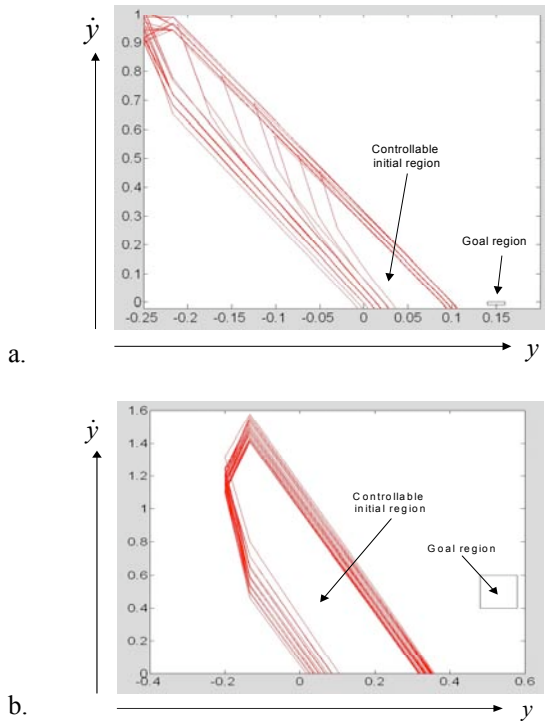 ẏ
1
0.9
0.8
0.7
0.6
0.5
0.4
0.3
0.2
0.1
0
Controllable
initial region
Goal region
-0.25 -0.2 -0.15 -0.1 -0.05 0 0.05 0.1 0.15
y
a.
ẏ
1.6
1.4
1.2
1
0.8
0.6
0.4
0.2
0
Controllable
initial region
Goal region
-0.4 -0.2 0 0.2 0.4 0.6
y
b.